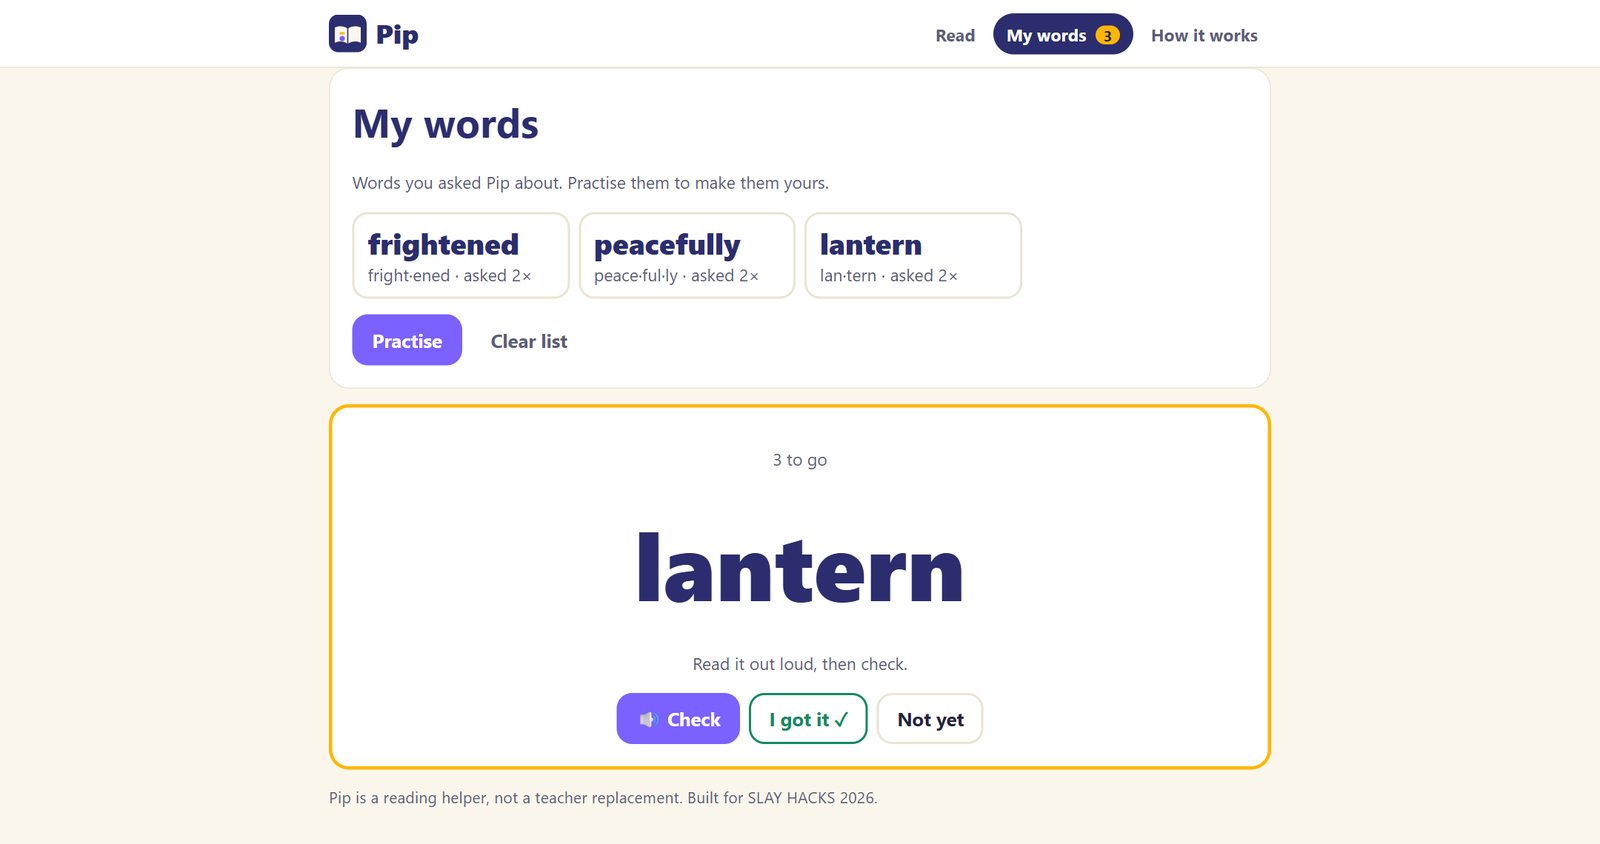 Pip
Read My words 3 How it works
My words
Words you asked Pip about. Practise them to make them yours.
frightened
fright·ened · asked 2×
peacefully
peace·ful·ly · asked 2×
lantern
lan·tern · asked 2×
Practise Clear list
3 to go
lantern
Read it out loud, then check.
Check I got it ✓ Not yet
Pip is a reading helper, not a teacher replacement. Built for SLAY HACKS 2026.